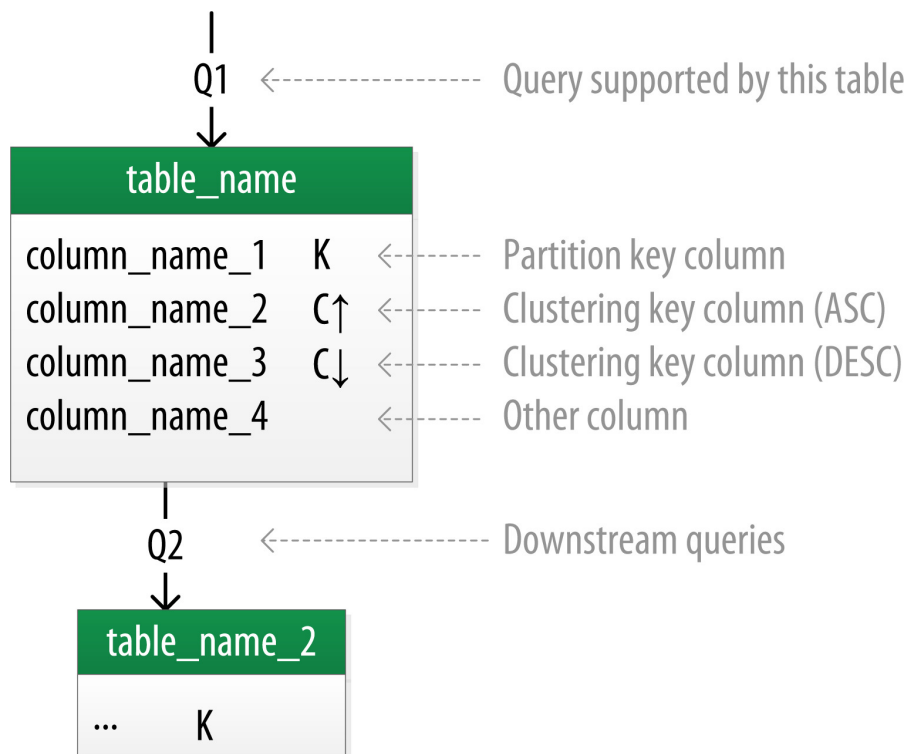 Q1 Query supported by this table
table_name
column_name_1 K Partition key column
column_name_2 C↑ Clustering key column (ASC)
column_name_3 C↓ Clustering key column (DESC)
column_name_4 Other column
Q2 Downstream queries
table_name_2
... K